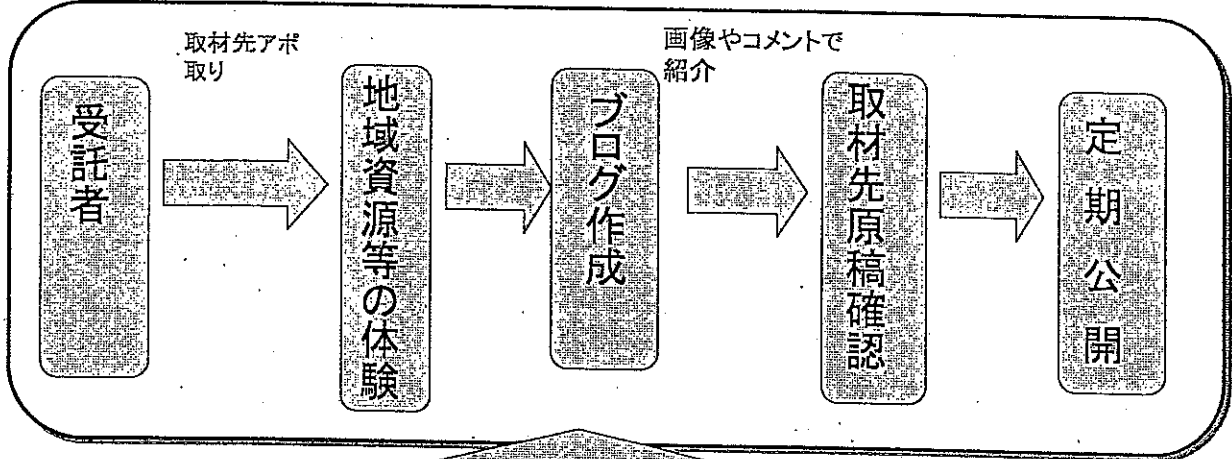 受託者
取材先アポ
取り
地域資源等の体験
ブログ作成
画像やコメントで
紹介
取材先原稿確認
定期公開